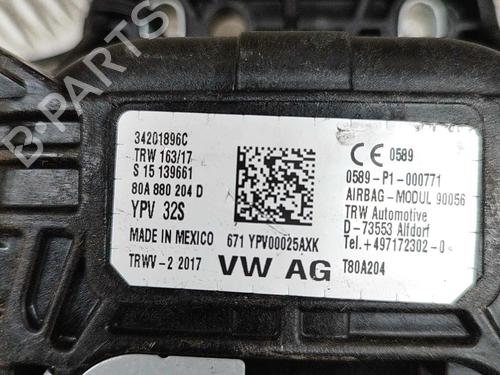 34201896C
TRW 163/17
S 15 139661
80A 880 204 D
YPV 32S
MADE IN MEXICO
TRWV-2 2017
671 YPV00025AXK
VW AG
CE 0589
0589-P1-000771
AIRBAG-MODUL 90056
TRW Automotive
D-73553 Alfdorf
Tel.+497172302-0
T80A204